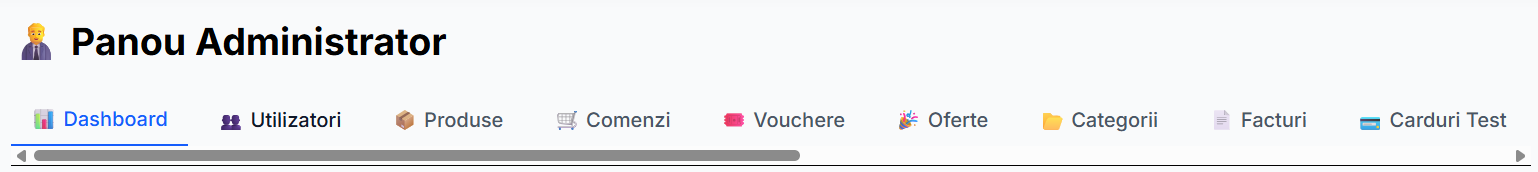 Panou Administrator
Dashboard Utilizatori Produse Comenzi Vouchere Oferte Categorii Facturi Carduri Test